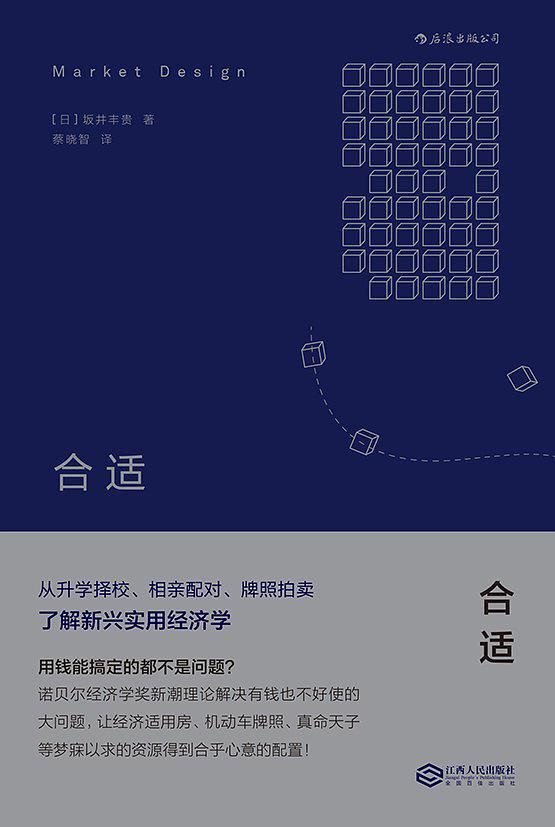 后浪出版公司
Market Design
[日]坂井丰贵 著
蔡晓智 译
合适
从升学择校、相亲配对、牌照拍卖
了解新兴实用经济学
合适
用钱能搞定的都不是问题？
诺贝尔经济学奖新潮理论解决有钱也不好使的
大问题，让经济适用房、机动车牌照、真命天子
等梦寐以求的资源得到合乎心意的配置！
江西人民出版社
Jiangxi People's Publishing House
全国百佳出版社